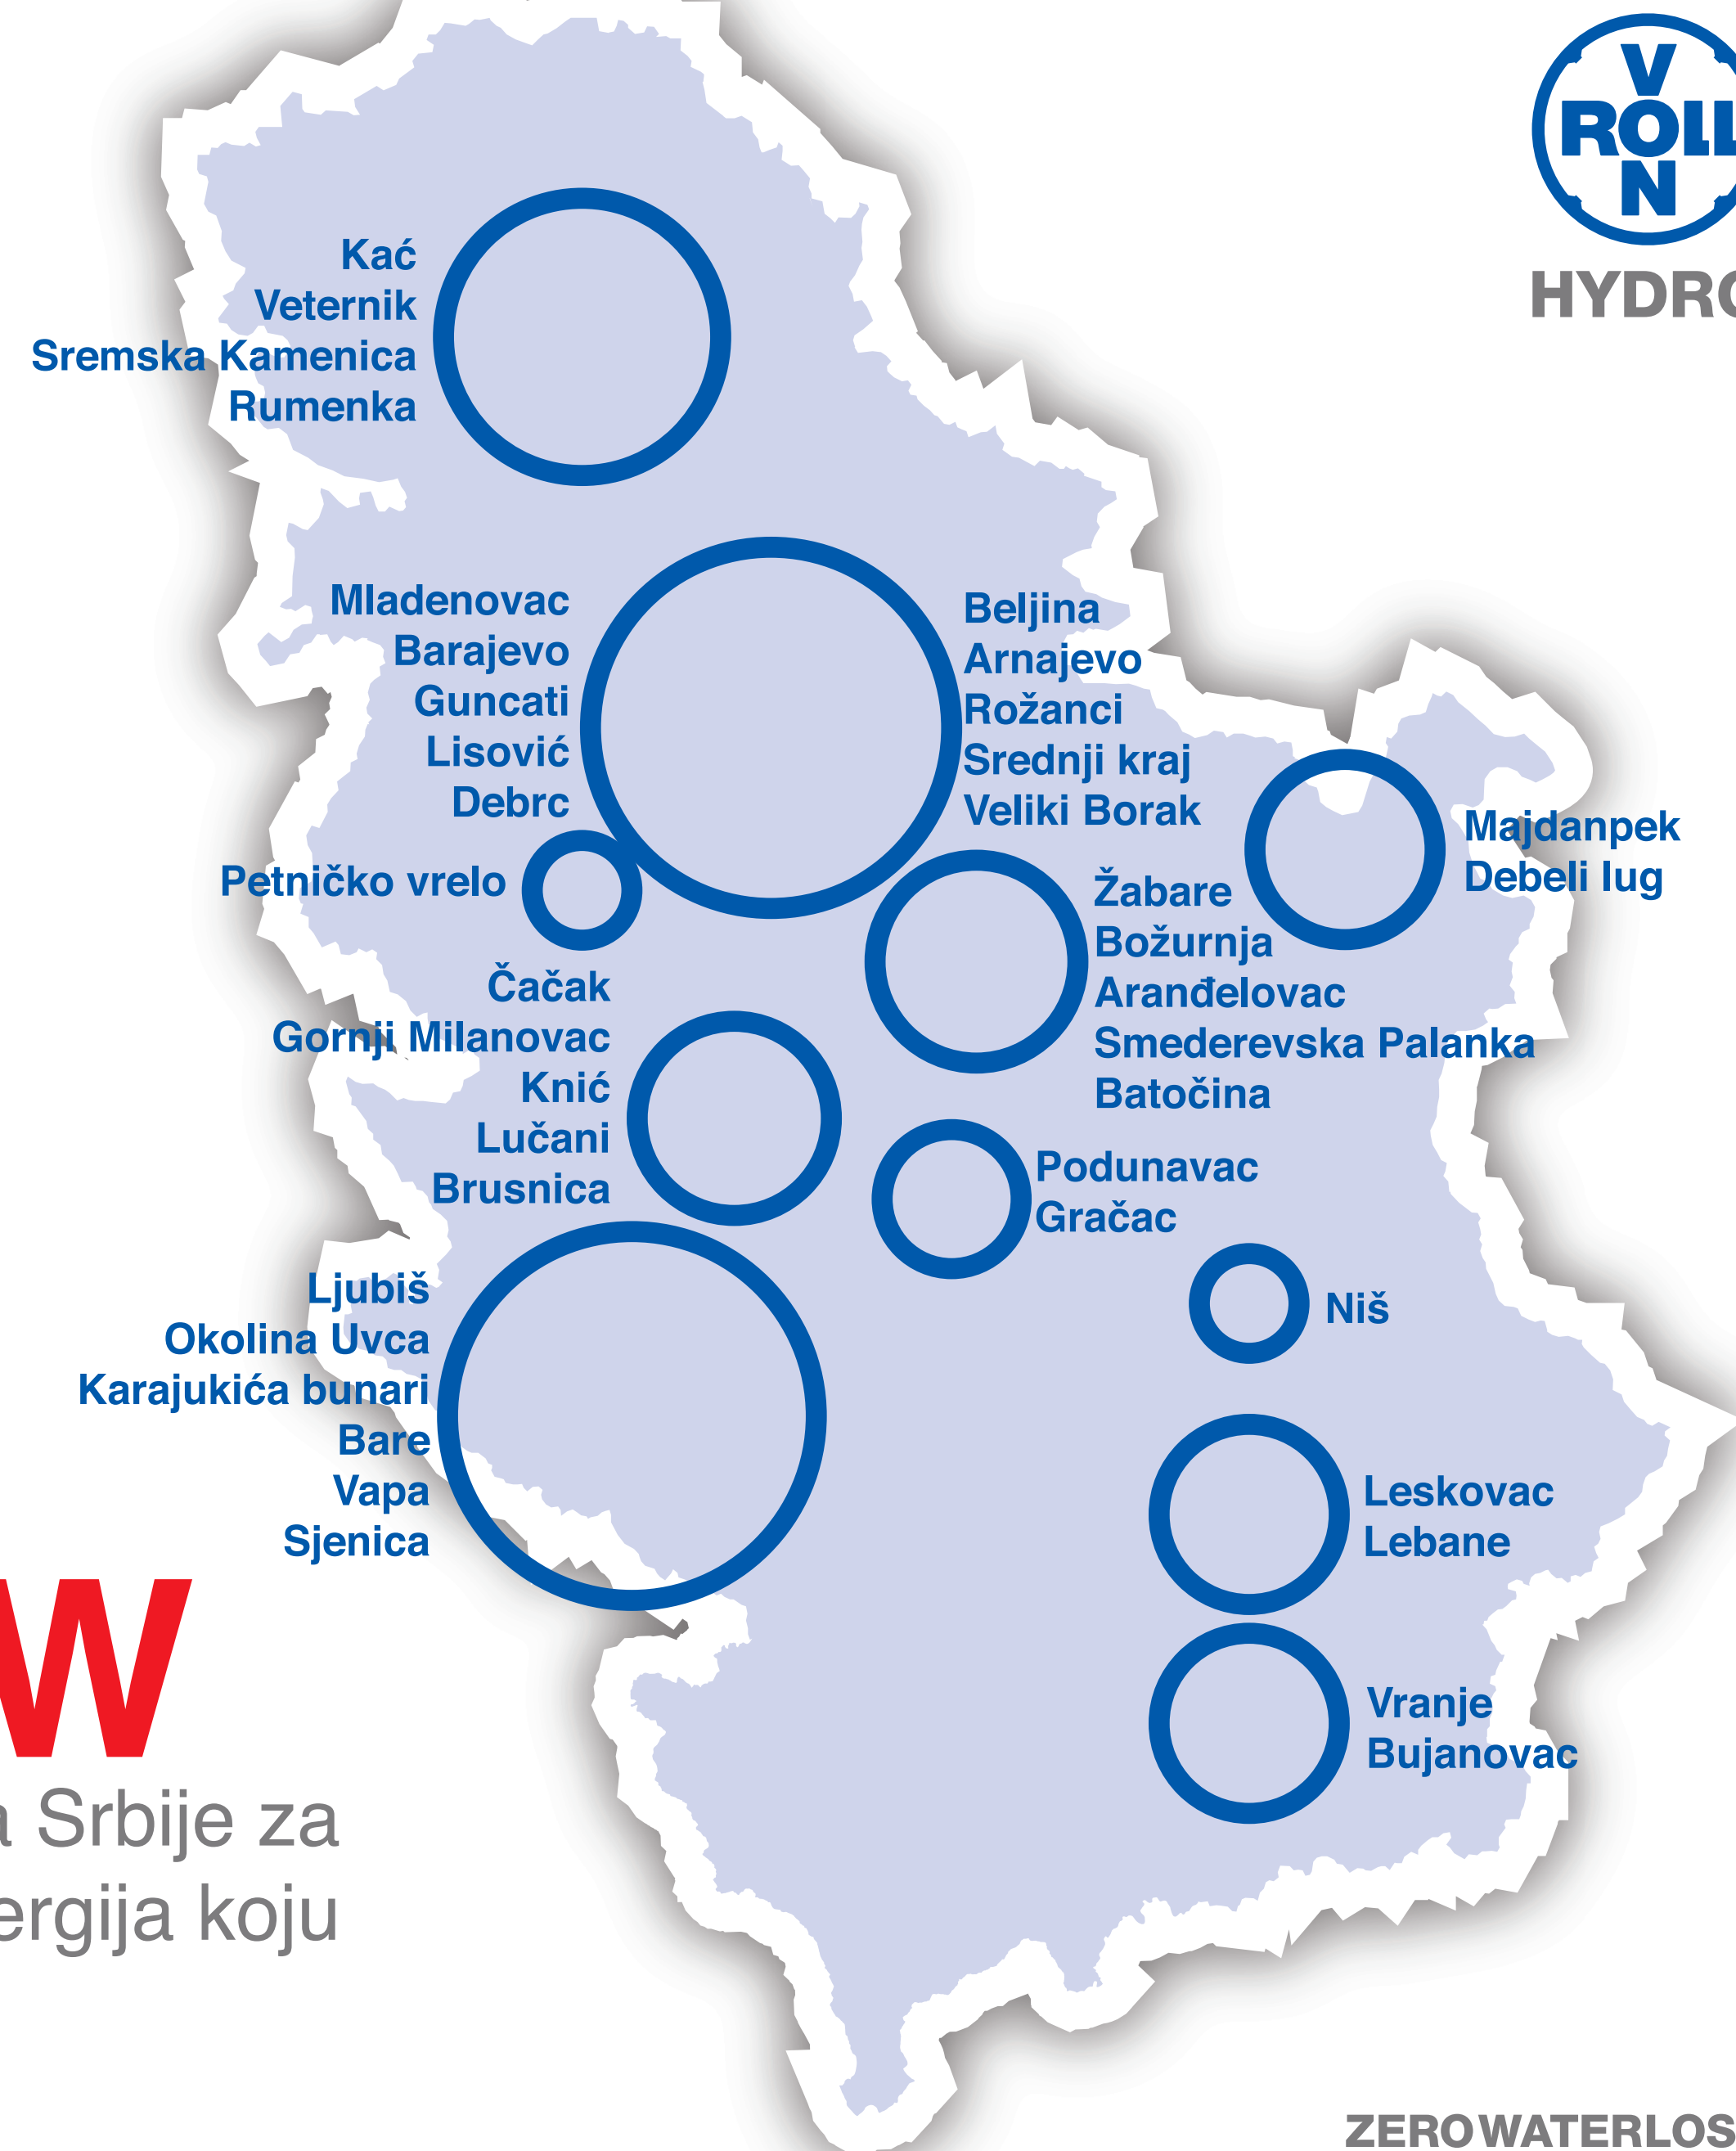 V
ROLL
N
HYDRO
Kać
Veternik
Sremska Kamenica
Rumenka
Mladenovac
Barajevo
Guncati
Lisović
Debrc
Beljina
Arnajevo
Rožanci
Srednji kraj
Veliki Borak
Majdanpek
Debeli lug
Petničko vrelo
Žabare
Božurnja
Aranđelovac
Smederevska Palanka
Batočina
Čačak
Gornji Milanovac
Knić
Lučani
Brusnica
Podunavac
Gračac
Ljubiš
Okolina Uvca
Karajukića bunari
Bare
Vapa
Sjenica
Niš
Leskovac
Lebane
Vranje
Bujanovac
W
a Srbije za
ergija koju
ZEROWATERLOS